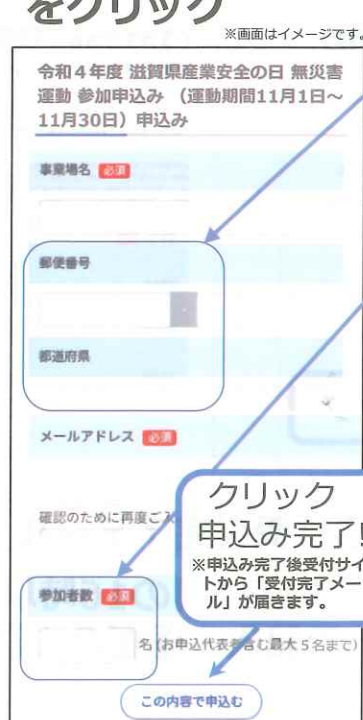 をクリック
※画面はイメージです。
令和4年度 滋賀県産業安全の日 無災害
運動 参加申込み （運動期間11月1日～
11月30日）申込み
事業場名 必須
郵便番号
都道府県
メールアドレス 必須
確認のために再度ご
クリック
申込み完了!
※申込み完了後受付サイ
トから「受付完了メー
ル」が届きます。
参加者数 必須
名(お申込代表者含む最大5名まで)
この内容で申込む